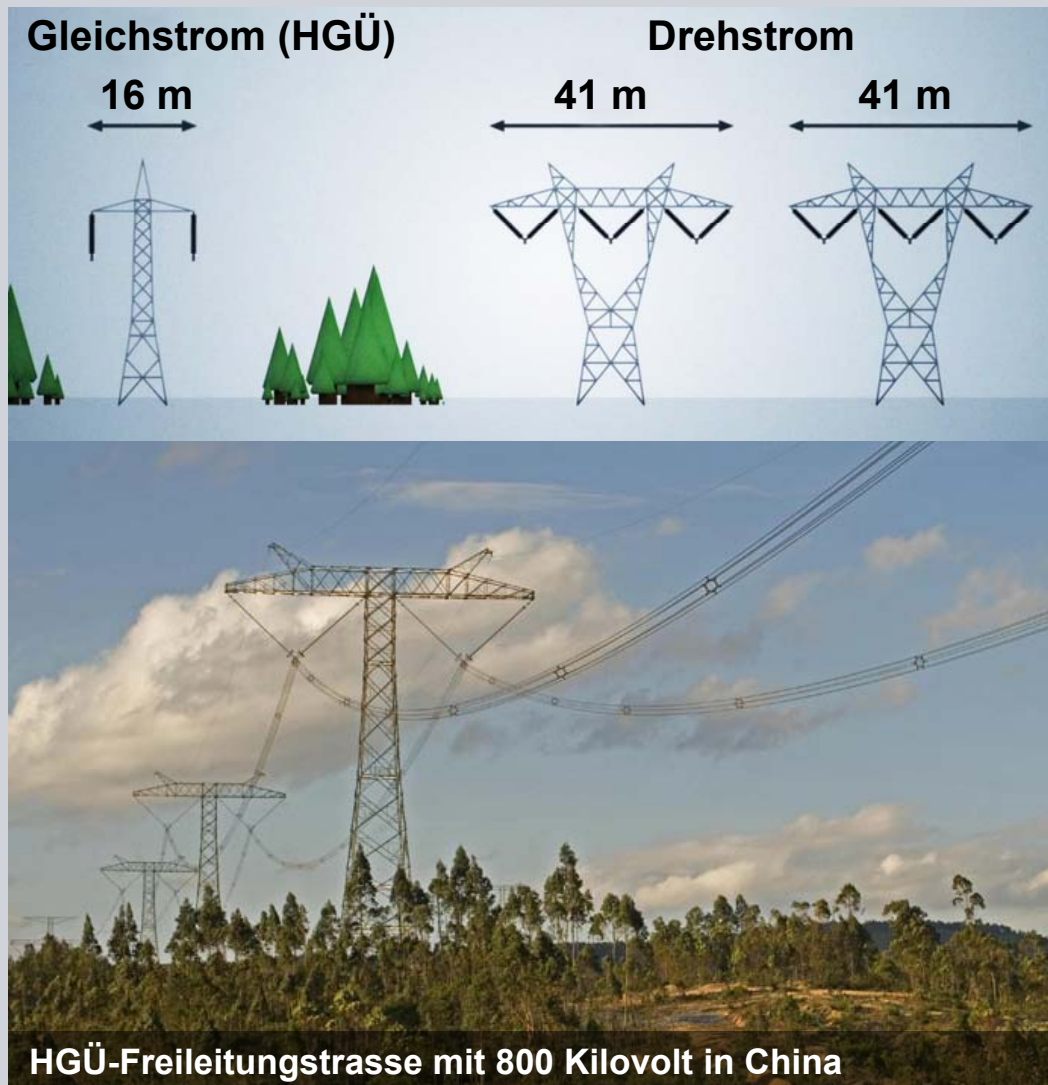 Gleichstrom (HGÜ)
Drehstrom
16 m
41 m
41 m
HGÜ-Freileitungstrasse mit 800 Kilovolt in China